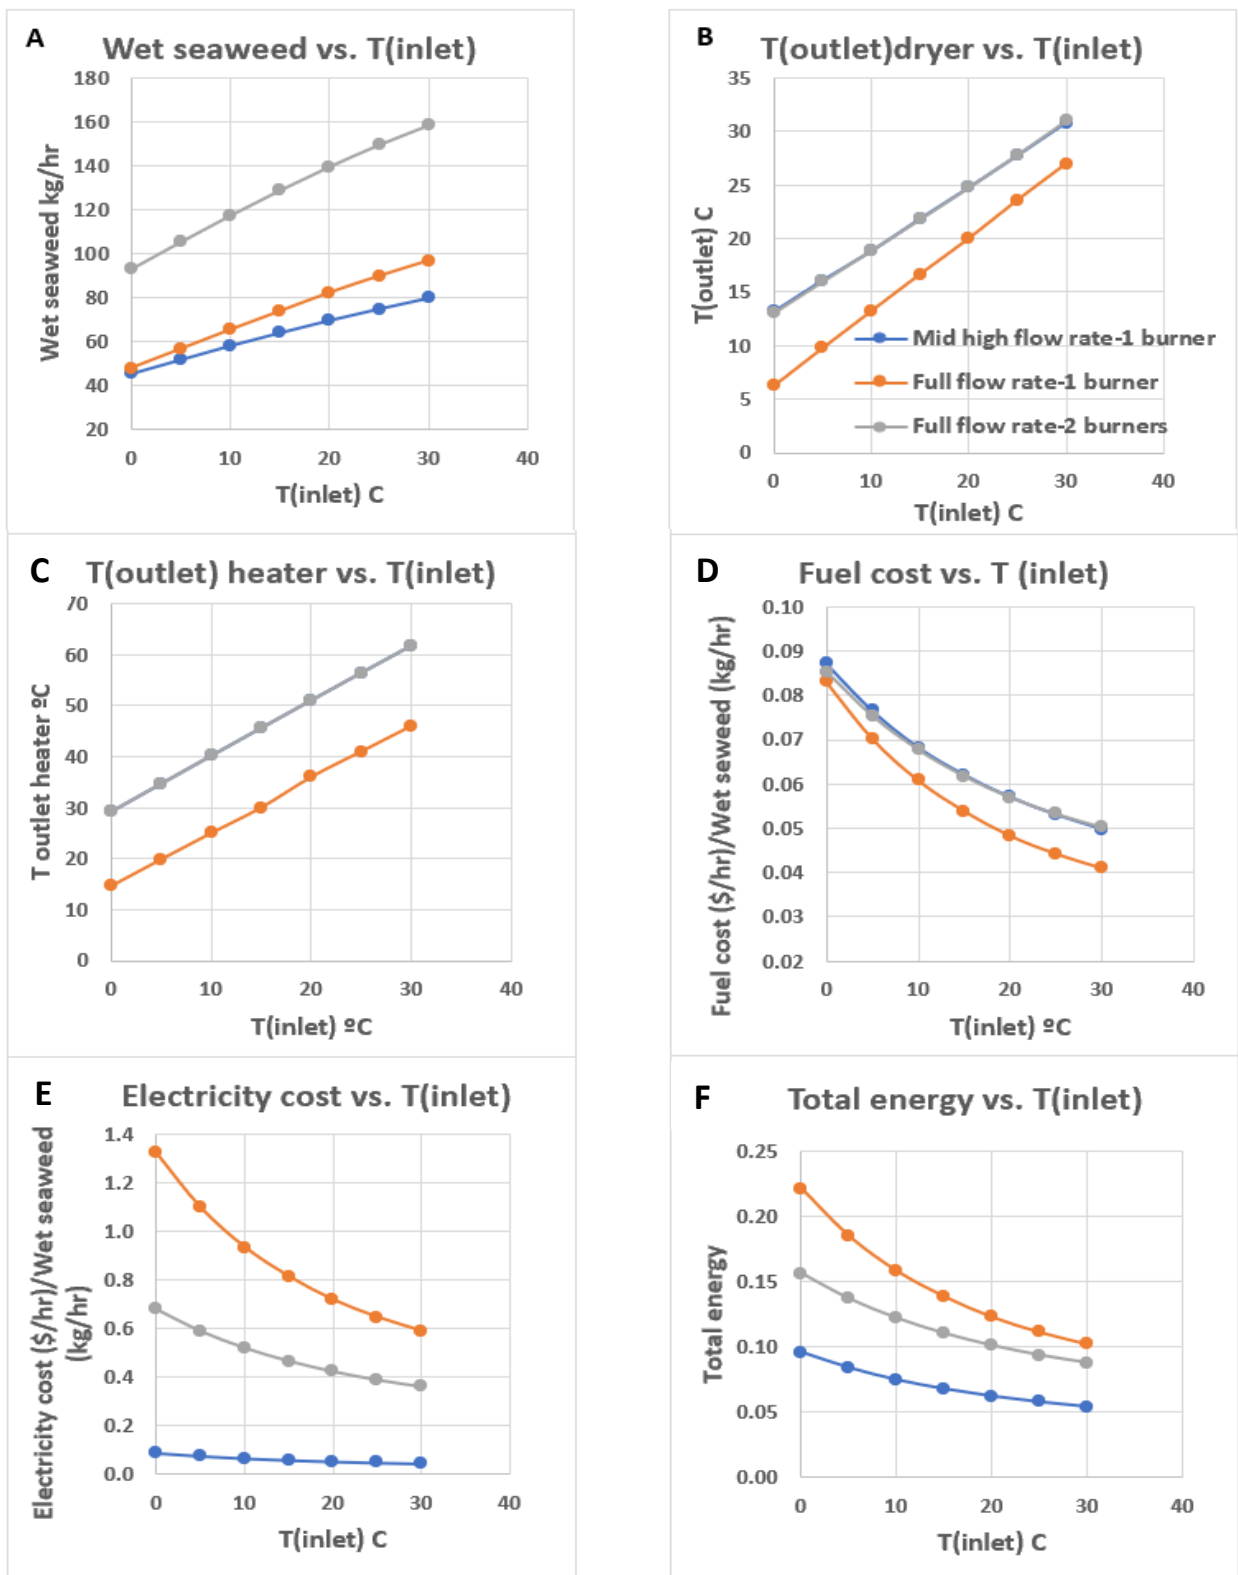 A
Wet seaweed vs. T(inlet)
180
160
140
120
100
80
60
40
20
Wet seaweed kg/hr
0 10 20 30 40
T(inlet) C
B
T(outlet)dryer vs. T(inlet)
35
30
25
20
15
10
5
0
T(outlet) C
Mid high flow rate-1 burner
Full flow rate-1 burner
Full flow rate-2 burners
0 10 20 30 40
T(inlet) C
C
T(outlet) heater vs. T(inlet)
70
60
50
40
30
20
10
0
T outlet heater ºC
0 10 20 30 40
T(inlet) ºC
D
Fuel cost vs. T (inlet)
0.10
0.09
0.08
0.07
0.06
0.05
0.04
0.03
0.02
Fuel cost ($/hr)/Wet seweed (kg/hr)
0 10 20 30 40
T(inlet) ºC
E
Electricity cost vs. T(inlet)
1.4
1.2
1.0
0.8
0.6
0.4
0.2
0.0
Electricity cost ($/hr)/Wet seaweed
(kg/hr)
0 10 20 30 40
T(inlet) C
F
Total energy vs. T(inlet)
0.25
0.20
0.15
0.10
0.05
0.00
Total energy
0 10 20 30 40
T(inlet) C